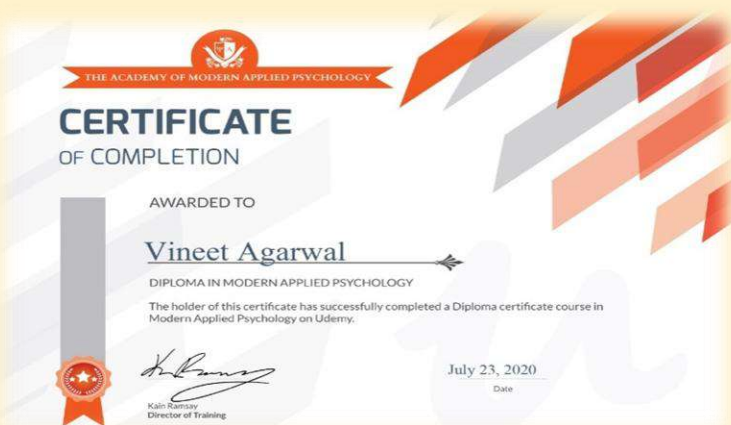 THE ACADEMY OF MODERN APPLIED PSYCHOLOGY
CERTIFICATE
OF COMPLETION
AWARDED TO
Vineet Agarwal
DIPLOMA IN MODERN APPLIED PSYCHOLOGY
The holder of this certificate has successfully completed a Diploma certificate course in
Modern Applied Psychology on Udemy.
July 23, 2020
Date
Kain Ramsay
Director of Training